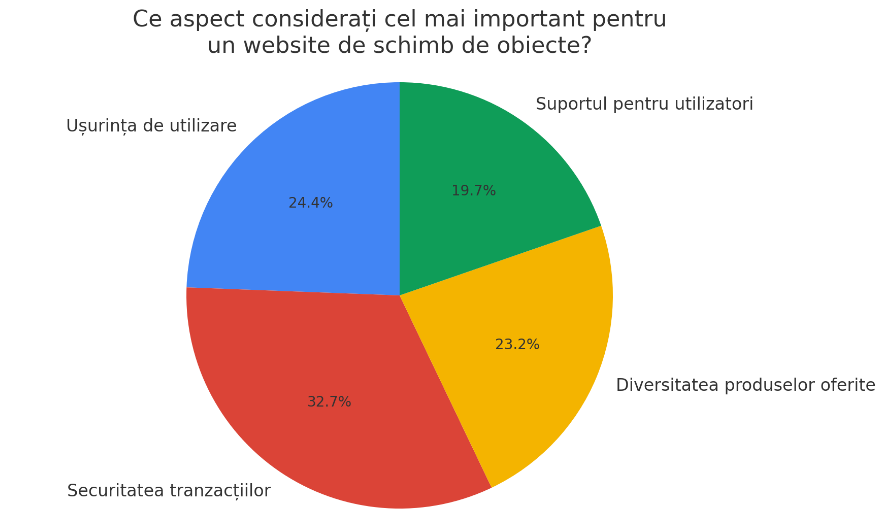 Ce aspect considerați cel mai important pentru
un website de schimb de obiecte?
Suportul pentru utilizatori
Ușurința de utilizare
19.7%
24.4%
23.2%
Diversitatea produselor oferite
32.7%
Securitatea tranzacțiilor